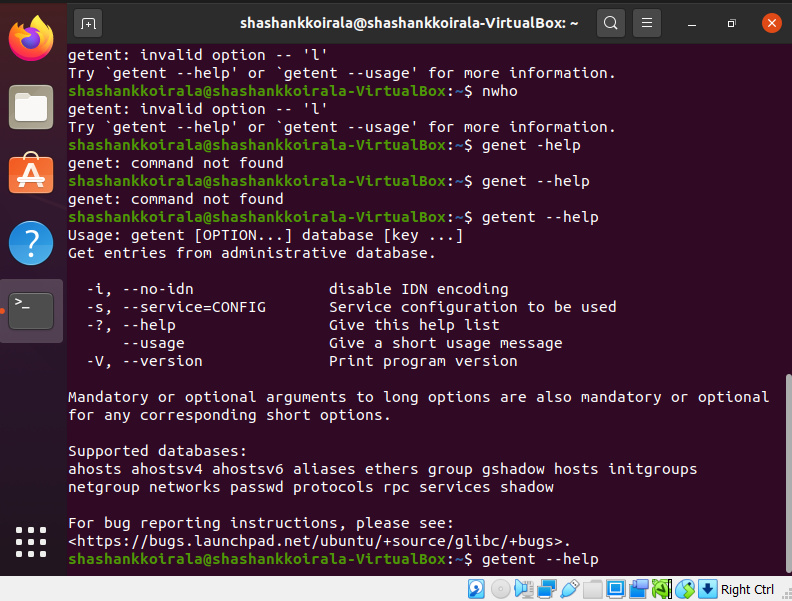 shashankkoirala@shashankkoirala-VirtualBox: ~
getent: invalid option -- 'l'
Try `getent --help' or `getent --usage' for more information.
shashankkoirala@shashankkoirala-VirtualBox:~$ nwho
getent: invalid option -- 'l'
Try `getent --help' or `getent --usage' for more information.
shashankkoirala@shashankkoirala-VirtualBox:~$ genet -help
genet: command not found
shashankkoirala@shashankkoirala-VirtualBox:~$ genet --help
genet: command not found
shashankkoirala@shashankkoirala-VirtualBox:~$ getent --help
Usage: getent [OPTION...] database [key ...]
Get entries from administrative database.
-i, --no-idn disable IDN encoding
-s, --service=CONFIG Service configuration to be used
-?, --help Give this help list
--usage Give a short usage message
-V, --version Print program version
Mandatory or optional arguments to long options are also mandatory or optional
for any corresponding short options.
Supported databases:
ahosts ahostsv4 ahostsv6 aliases ethers group gshadow hosts initgroups
netgroup networks passwd protocols rpc services shadow
For bug reporting instructions, please see:
<https://bugs.launchpad.net/ubuntu/+source/glibc/+bugs>.
shashankkoirala@shashankkoirala-VirtualBox:~$ getent --help
Right Ctrl